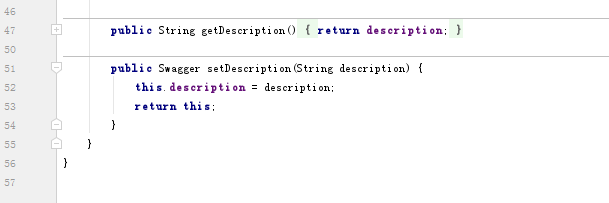 46
47 public String getDescription() { return description; }
50
51 public Swagger setDescription(String description) {
52 this.description = description;
53 return this;
54 }
55 }
56 }
57